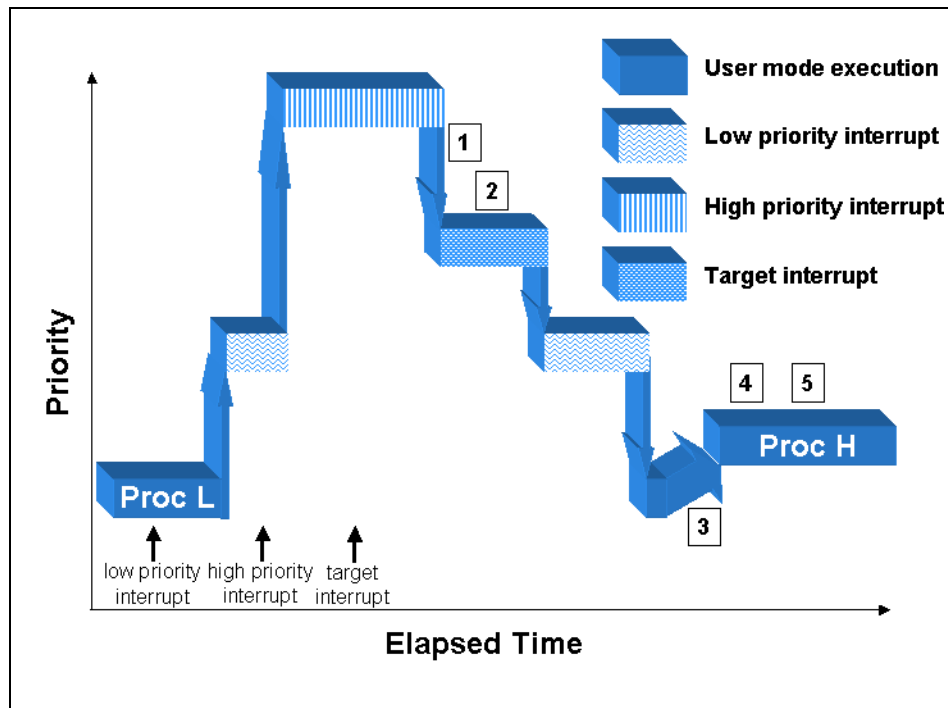 User mode execution
Low priority interrupt
High priority interrupt
Target interrupt
1
2
Priority
4
5
Proc L
Proc H
3
low priority
interrupt
high priority
interrupt
target
interrupt
Elapsed Time